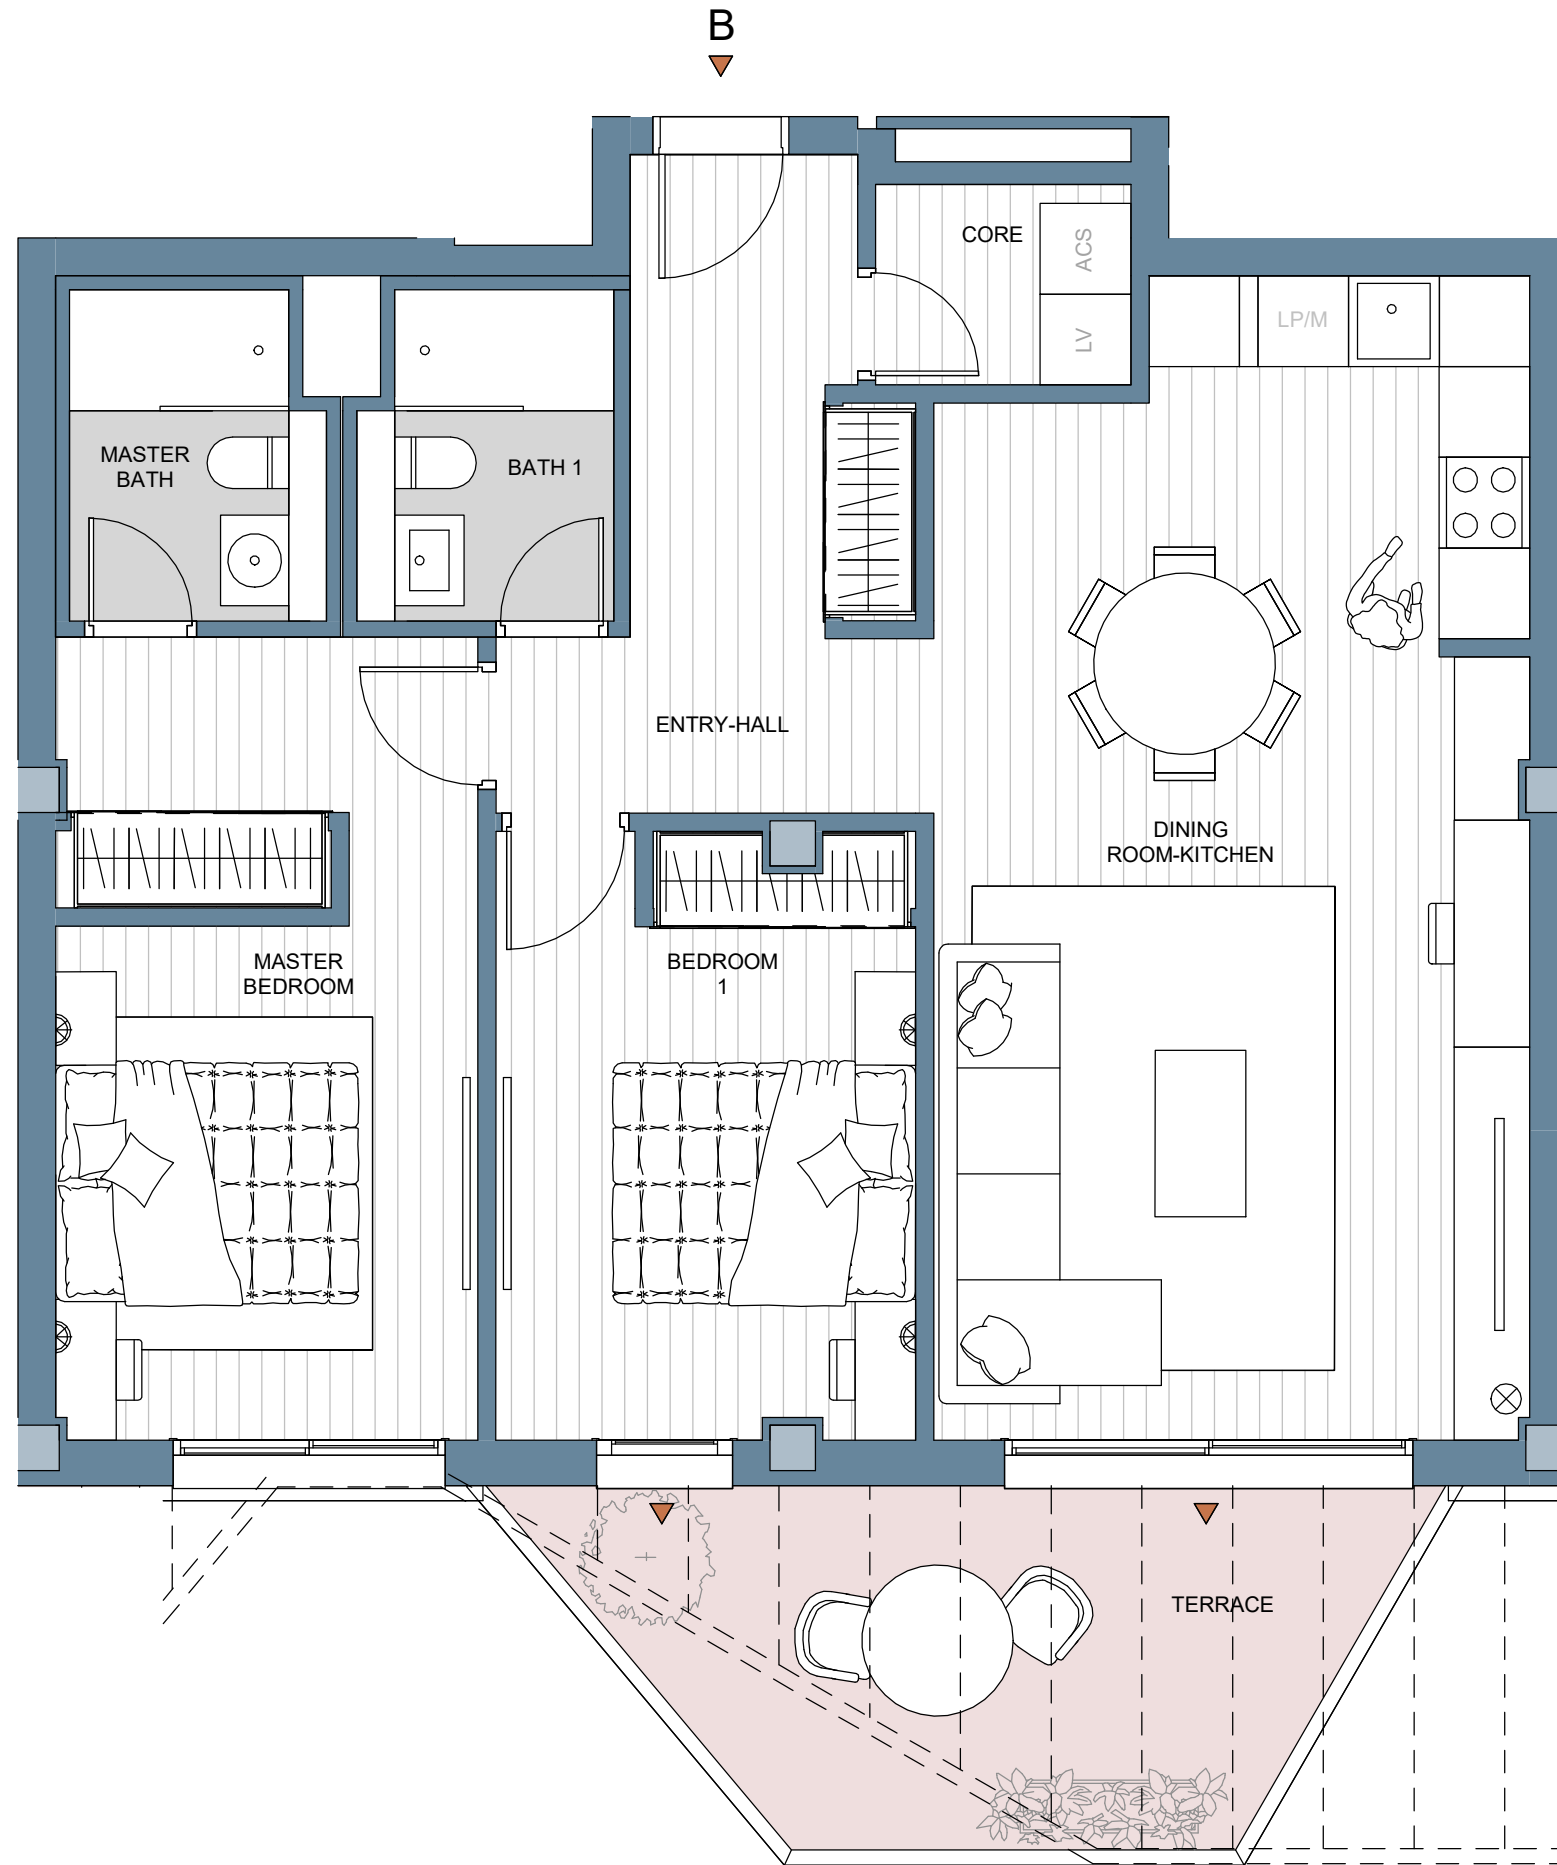 B
CORE
ACS
LV
LP/M
MASTER
BATH
BATH 1
ENTRY-HALL
DINING
ROOM-KITCHEN
MASTER
BEDROOM
BEDROOM
1
TERRACE